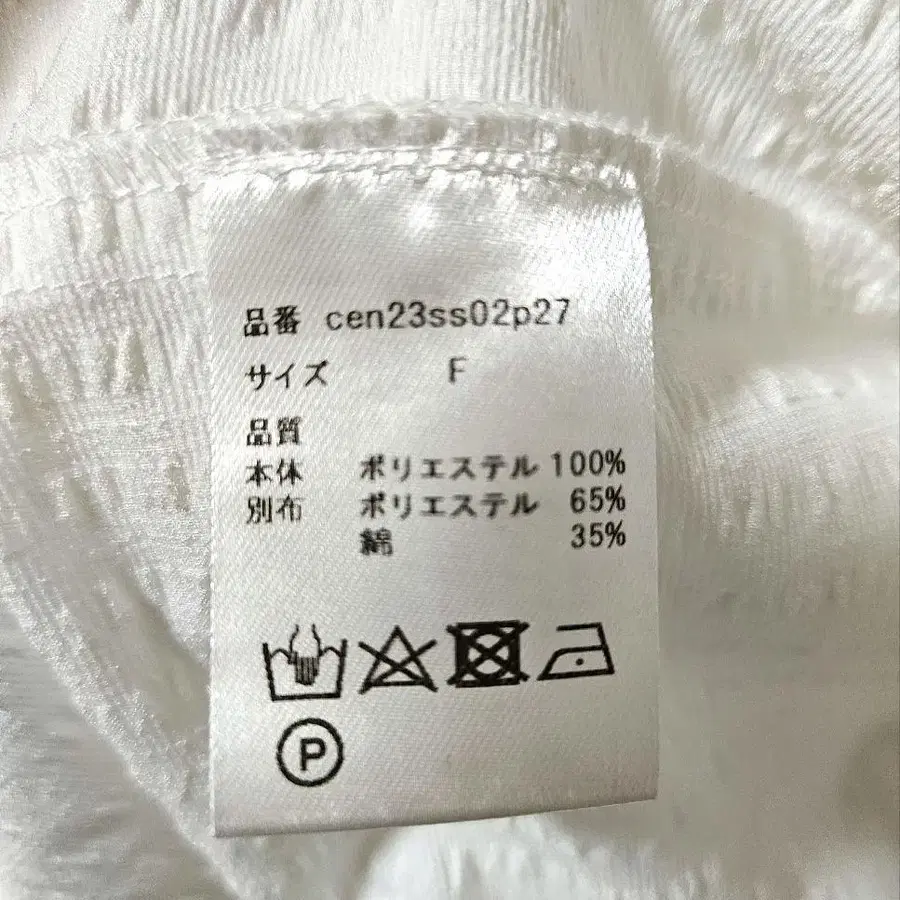 品番 cen23ss02p27
サイズ F
品質
本体 ポリエステル 100%
別布 ポリエステル 65%
綿 35%
P